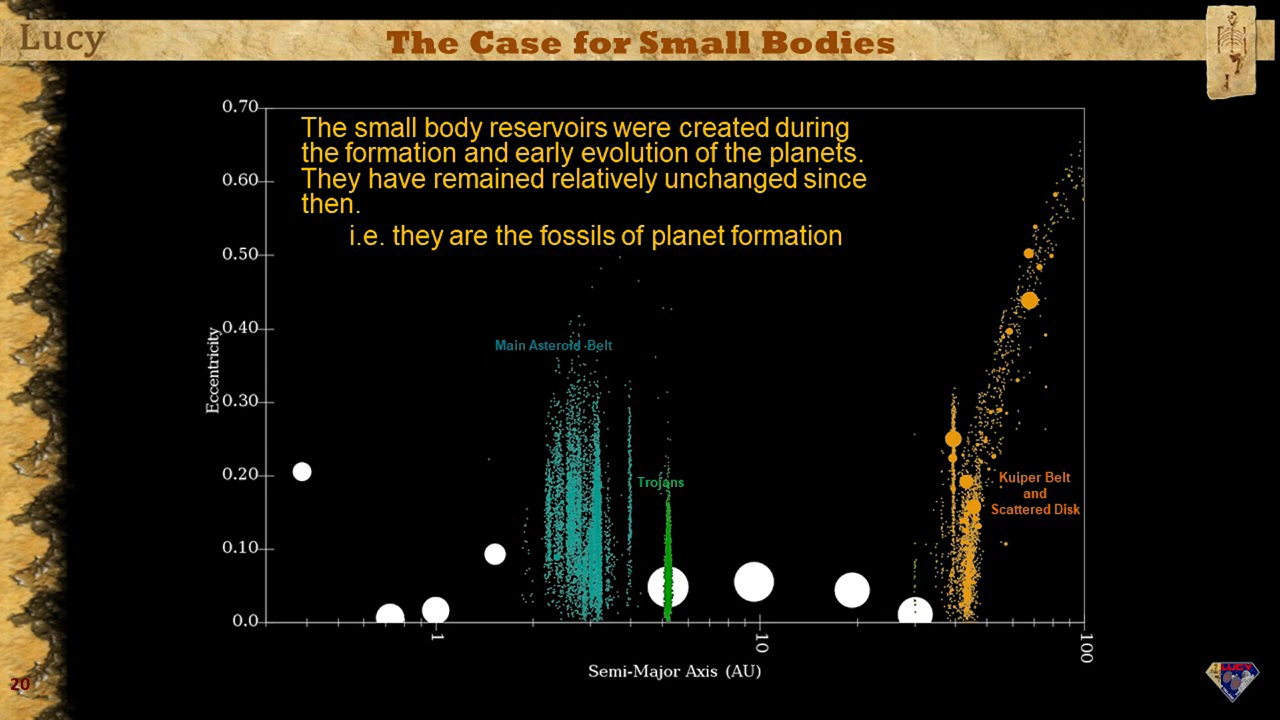 Lucy
The Case for Small Bodies
The small body reservoirs were created during
the formation and early evolution of the planets.
They have remained relatively unchanged since
then.
i.e. they are the fossils of planet formation
0.70
0.60
0.50
0.40
0.30
0.20
0.10
0.0
Eccentricity
Main Asteroid Belt
Trojans
Kuiper Belt
and
Scattered Disk
1
10
100
Semi-Major Axis (AU)
20
LUCY